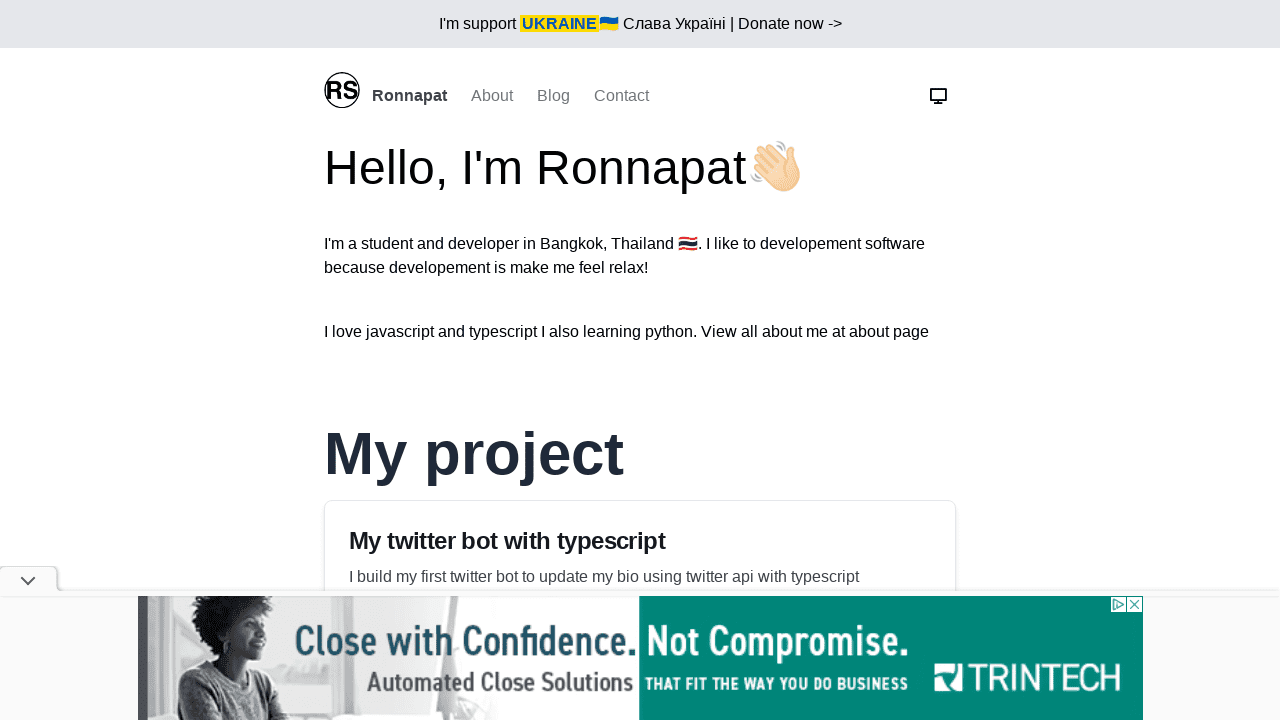 I'm support UKRAINE🇺🇦 Слава Україні | Donate now ->
RS Ronnapat About Blog Contact
Hello, I'm Ronnapat👋🏻
I'm a student and developer in Bangkok, Thailand 🇹🇭. I like to developement software
because developement is make me feel relax!
I love javascript and typescript I also learning python. View all about me at about page
My project
My twitter bot with typescript
I build my first twitter bot to update my bio using twitter api with typescript
Close with Confidence. Not Compromise.
Automated Close Solutions THAT FIT THE WAY YOU DO BUSINESS
TRINTECH